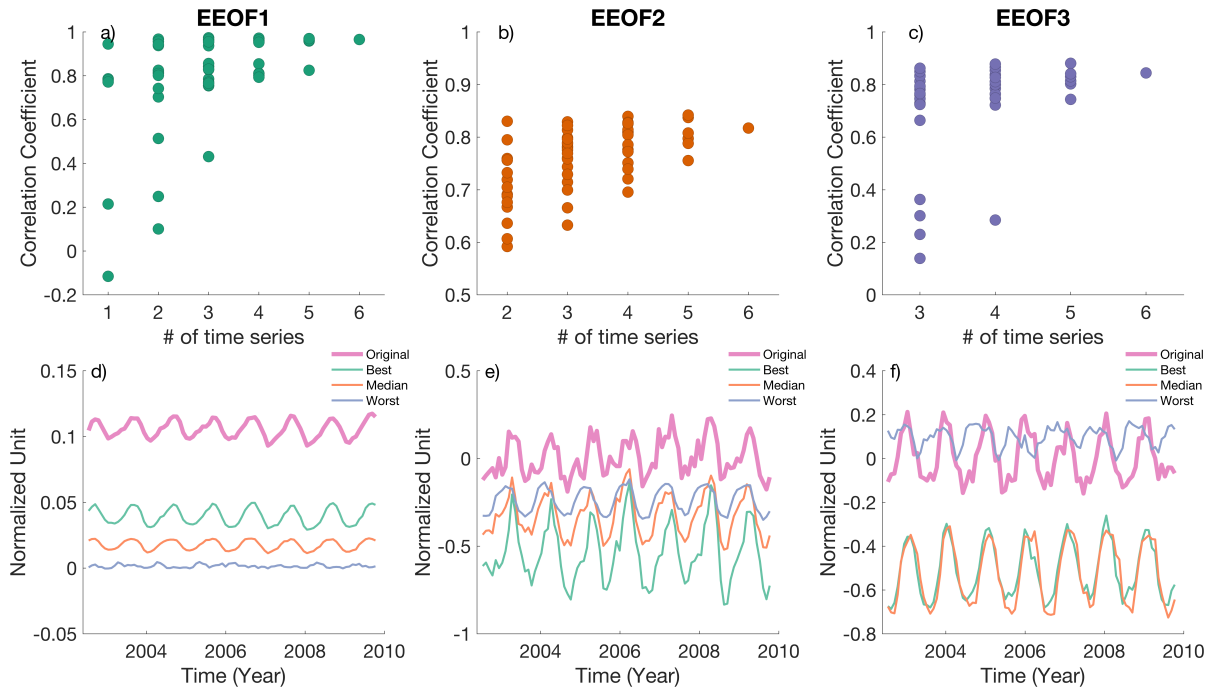 EEOF1
EEOF2
EEOF3
a)
b)
c)
Correlation Coefficient
1
0.8
0.6
0.4
0.2
0
-0.2
1 2 3 4 5 6
# of time series
Correlation Coefficient
1
0.9
0.8
0.7
0.6
0.5
2 3 4 5 6
# of time series
Correlation Coefficient
1
0.8
0.6
0.4
0.2
0
3 4 5 6
# of time series
d)
Original
Best
Median
Worst
Normalized Unit
0.15
0.1
0.05
0
-0.05
2004 2006 2008 2010
Time (Year)
e)
Original
Best
Median
Worst
Normalized Unit
0.5
0
-0.5
-1
2004 2006 2008 2010
Time (Year)
f)
Original
Best
Median
Worst
Normalized Unit
0.4
0.2
0
-0.2
-0.4
-0.6
-0.8
2004 2006 2008 2010
Time (Year)